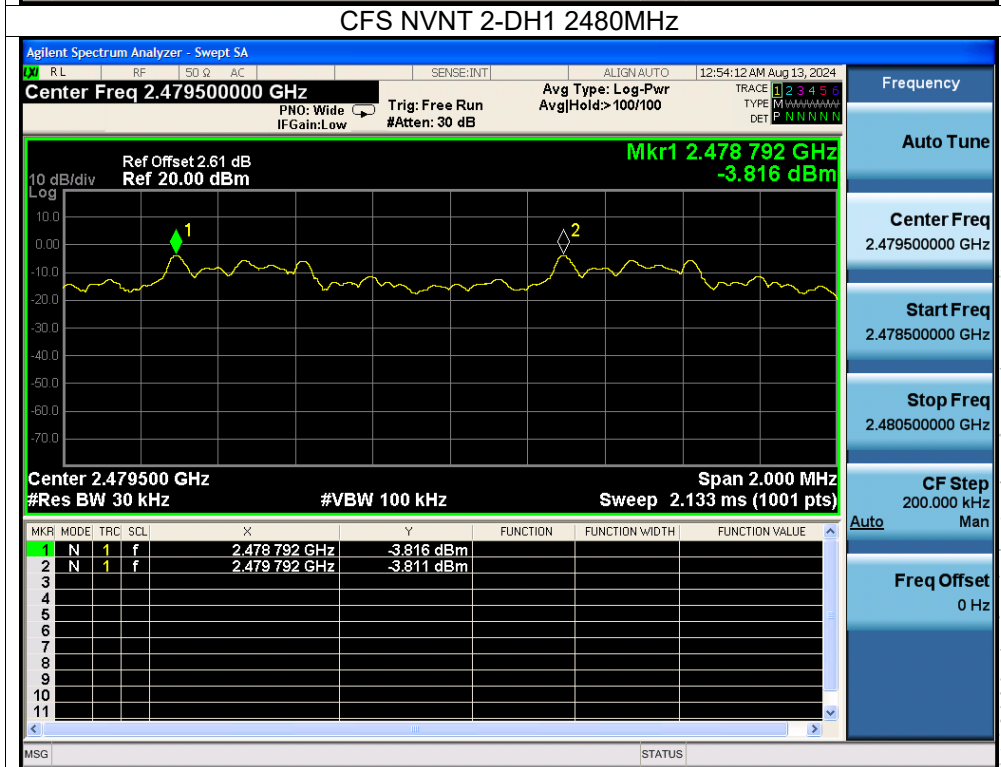 CFS NVNT 2-DH1 2480MHz
Agilent Spectrum Analyzer - Swept SA
LXI RL RF 50 Ω AC SENSE:INT ALIGN AUTO 12:54:12 AM Aug 13, 2024
Center Freq 2.479500000 GHz
PNO: Wide
IFGain:Low
Trig: Free Run
#Atten: 30 dB
Avg Type: Log-Pwr
Avg|Hold:>100/100
TRACE 1 2 3 4 5 6
TYPE M WWWWW
DET P N N N N N
Mkr1 2.478 792 GHz
-3.816 dBm
Ref Offset 2.61 dB
10 dB/div Ref 20.00 dBm
Log
10.0
0.00
-10.0
-20.0
-30.0
-40.0
-50.0
-60.0
-70.0
1
2
Center 2.479500 GHz Span 2.000 MHz
#Res BW 30 kHz #VBW 100 kHz Sweep 2.133 ms (1001 pts)
MKR MODE TRC SCL X Y FUNCTION FUNCTION WIDTH FUNCTION VALUE
1 N 1 f 2.478 792 GHz -3.816 dBm
2 N 1 f 2.479 792 GHz -3.811 dBm
3
4
5
6
7
8
9
10
11
MSG STATUS
Frequency
Auto Tune
Center Freq
2.479500000 GHz
Start Freq
2.478500000 GHz
Stop Freq
2.480500000 GHz
CF Step
200.000 kHz
Auto Man
Freq Offset
0 Hz